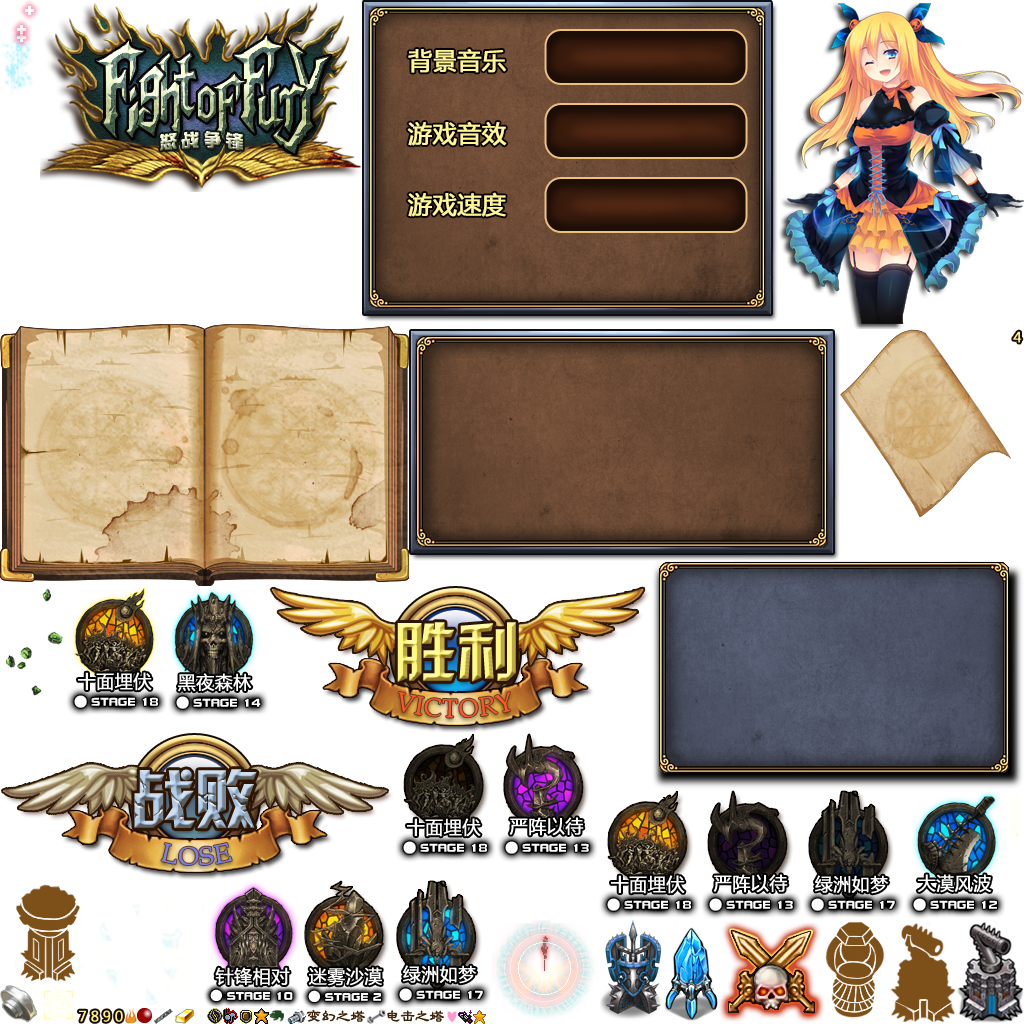 Fight of Fury
怒战争锋
背景音乐
游戏音效
游戏速度
4
十面埋伏
STAGE 18
黑夜森林
STAGE 14
胜利
VICTORY
战败
LOSE
十面埋伏
STAGE 18
严阵以待
STAGE 13
十面埋伏
STAGE 18
严阵以待
STAGE 13
绿洲如梦
STAGE 17
大漠风波
STAGE 12
针锋相对
STAGE 10
迷雾沙漠
STAGE 2
绿洲如梦
STAGE 17
7890
变幻之塔
电击之塔